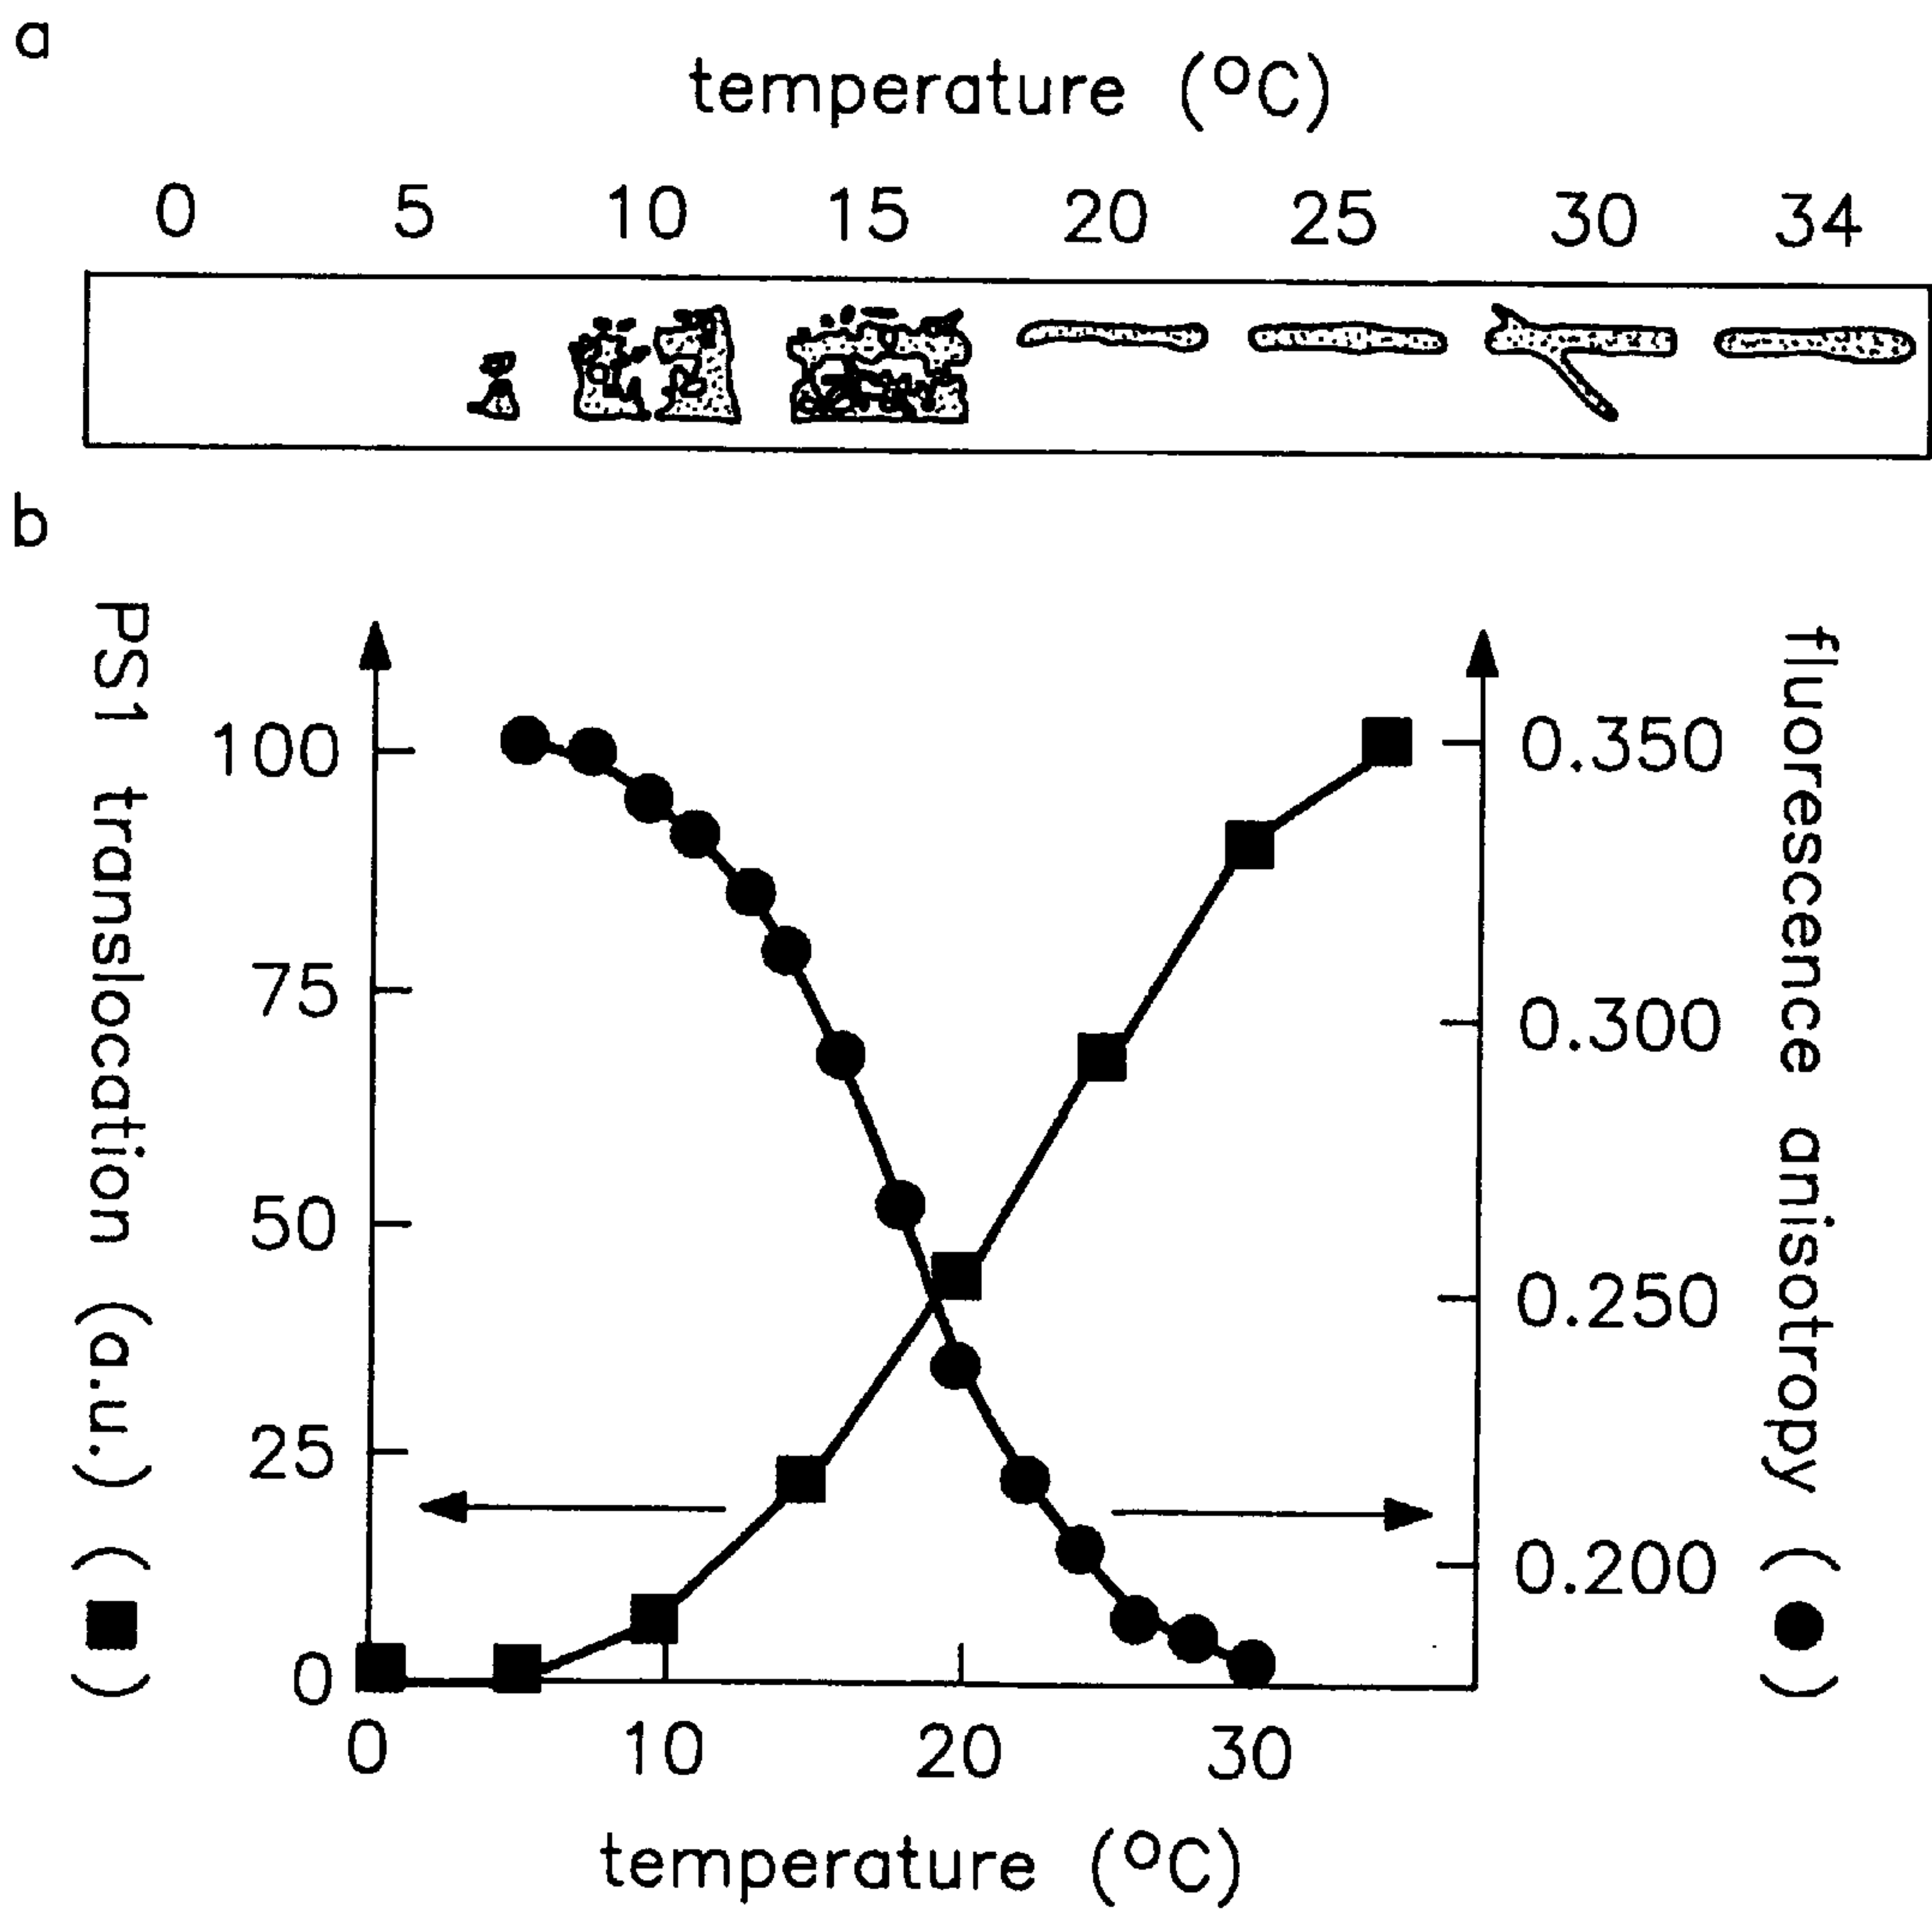 a
temperature (°C)
0 5 10 15 20 25 30 34
b
PS1 translocation (a.u.) (■)
100
75
50
25
0
0 10 20 30
temperature (°C)
0.350
0.300
0.250
0.200
fluorescence anisotropy (●)